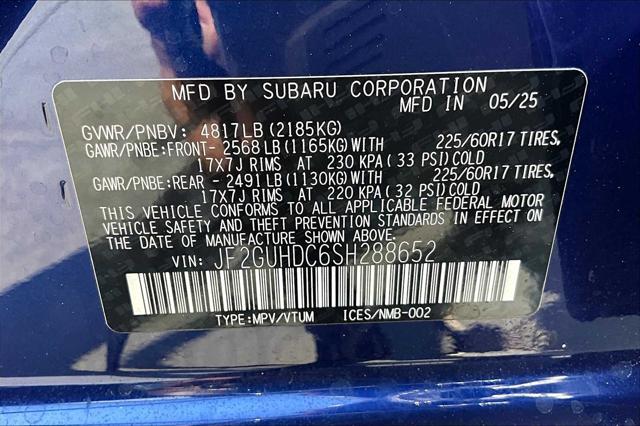 MFD BY SUBARU CORPORATION
MFD IN 05/25
GVWR/PNBV: 4817LB (2185KG)
GAWR/PNBE:FRONT- 2568 LB (1165KG) WITH 225/60R17 TIRES,
17X7J RIMS AT 230 KPA (33 PSI) COLD
GAWR/PNBE:REAR - 2491 LB (1130KG) WITH 225/60R17 TIRES,
17X7J RIMS AT 220 KPA (32 PSI) COLD
THIS VEHICLE CONFORMS TO ALL APPLICABLE FEDERAL MOTOR
VEHICLE SAFETY AND THEFT PREVENTION STANDARDS IN EFFECT ON
THE DATE OF MANUFACTURE SHOWN ABOVE.
VIN: JF2GUHDC6SH288652
TYPE:MPV/VTUM ICES/NMB-002